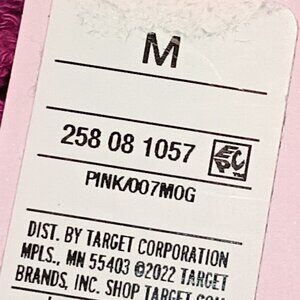 M
258 08 1057 EPC™
PINK/007MOG
DIST. BY TARGET CORPORATION
MPLS., MN 55403 ©2022 TARGET
BRANDS, INC. SHOP TARGET.COM